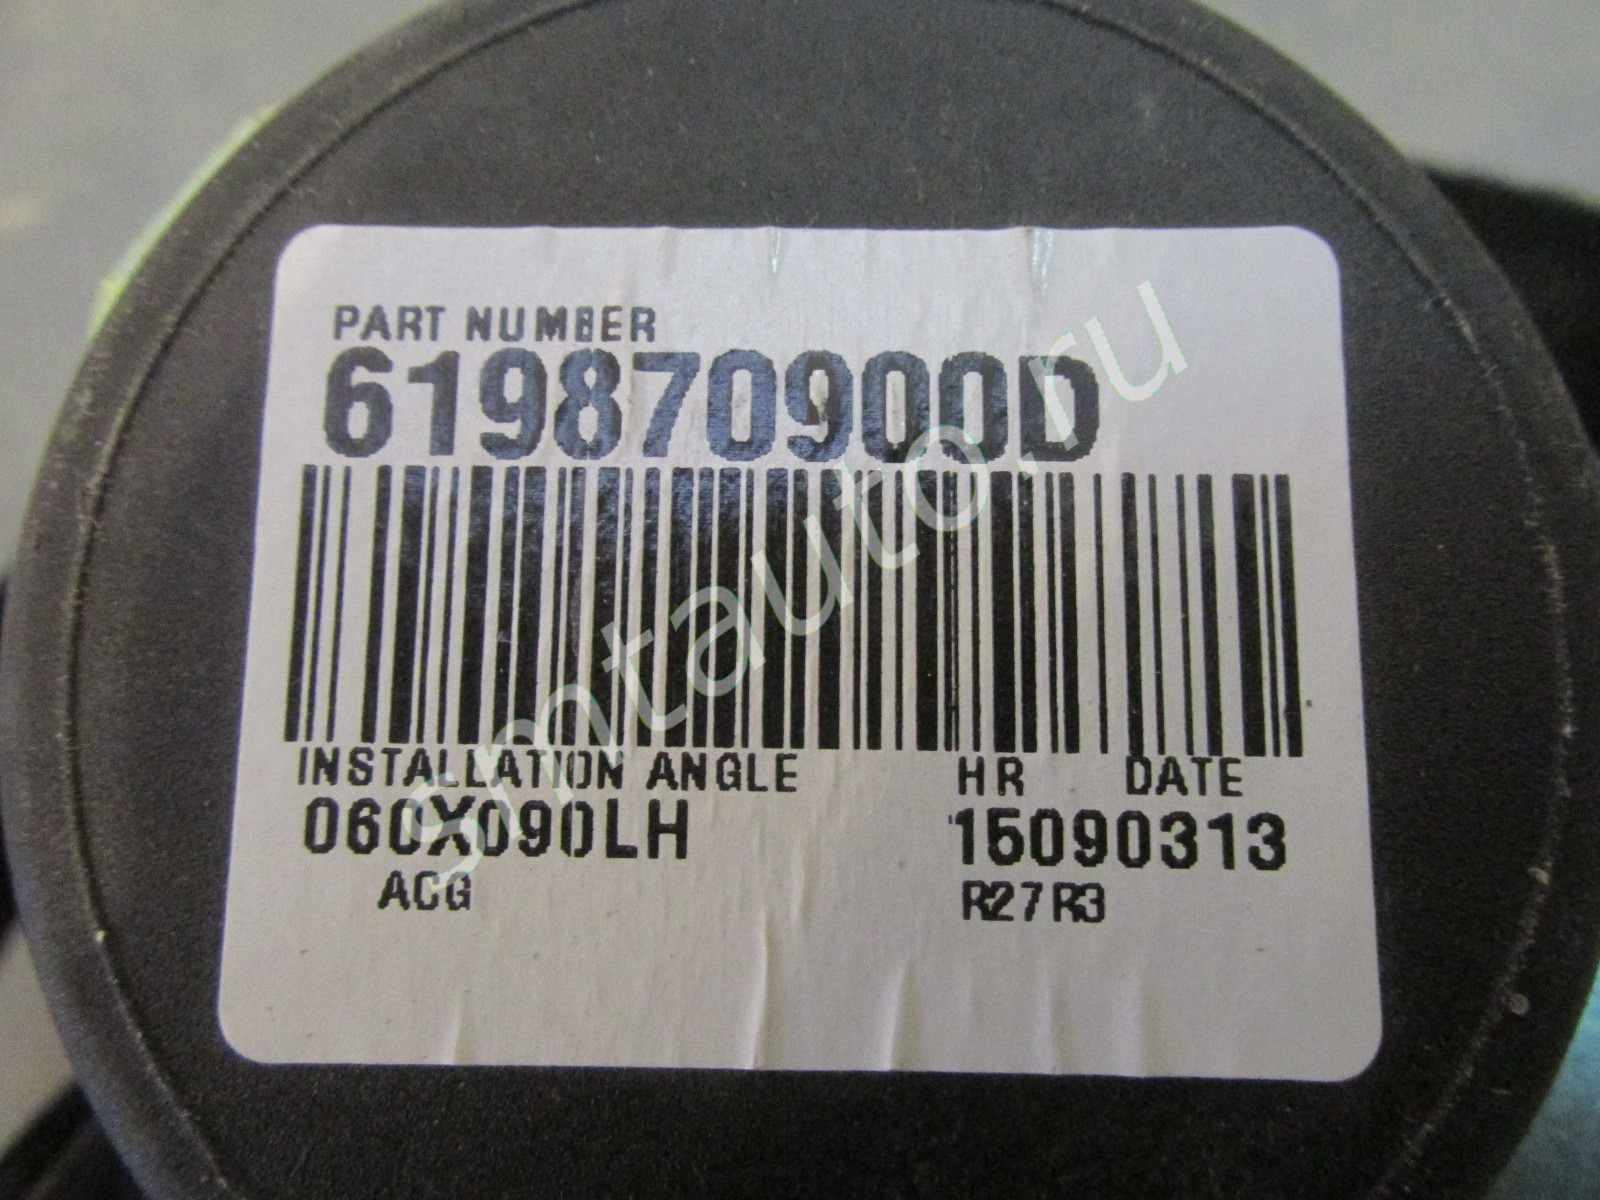 PART NUMBER
619870900D
INSTALLATION ANGLE HR DATE
060X090LH 15090313
ACG R27R3
smtauto.ru